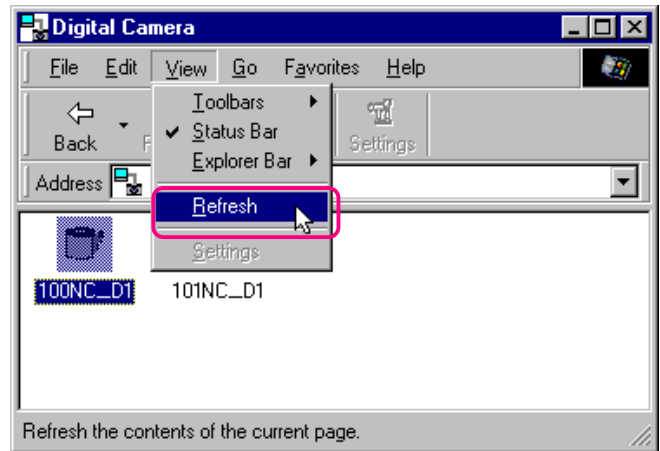 Digital Camera
File Edit View Go Favorites Help
Back
Settings
Toolbars
Status Bar
Explorer Bar
Refresh
Settings
Address
100NC_D1 101NC_D1
Refresh the contents of the current page.